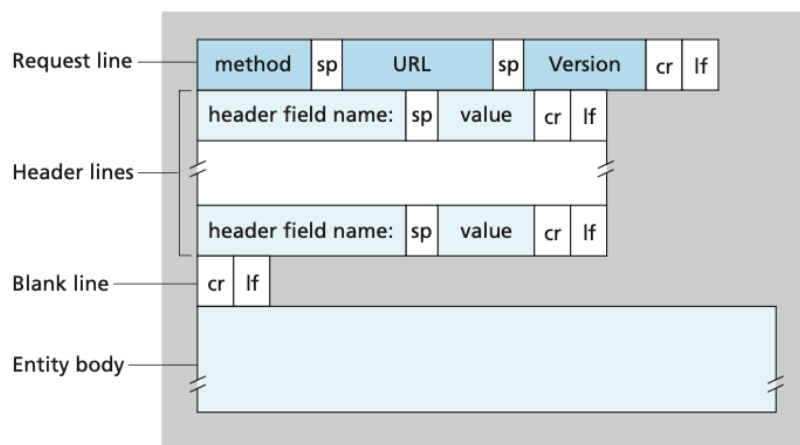 Request line method sp URL sp Version cr lf
header field name: sp value cr lf
Header lines
header field name: sp value cr lf
Blank line cr lf
Entity body